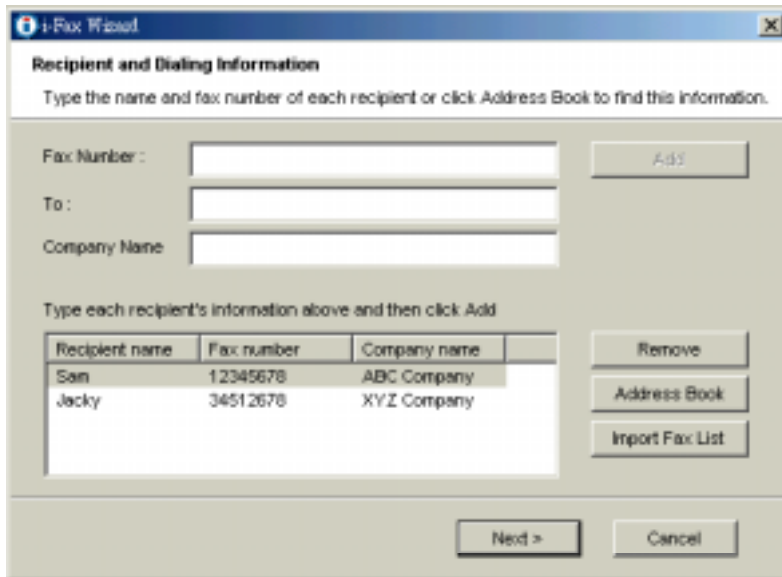 i-Fax Wizard
Recipient and Dialing Information
Type the name and fax number of each recipient or click Address Book to find this information.
Fax Number :
Add
To :
Company Name
Type each recipient's information above and then click Add
Recipient name Fax number Company name
Remove
Sam 12345678 ABC Company
Jacky 34512678 XYZ Company
Address Book
Import Fax List
Next >
Cancel